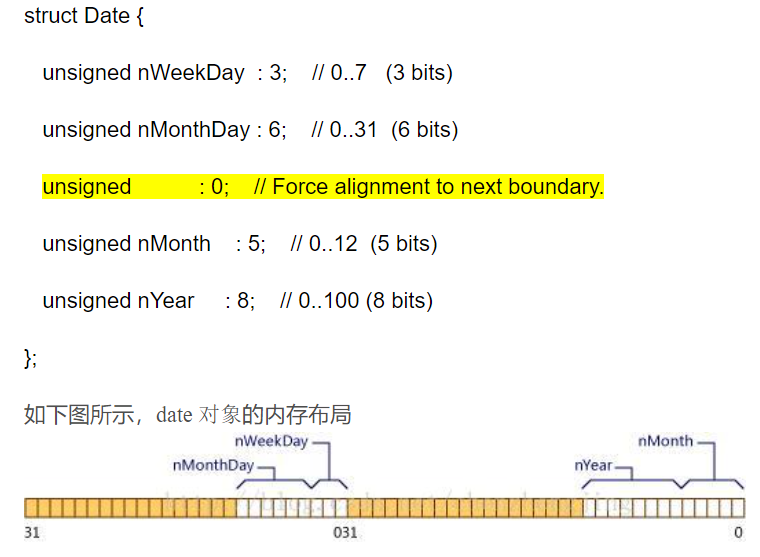 struct Date {
unsigned nWeekDay : 3; // 0..7 (3 bits)
unsigned nMonthDay : 6; // 0..31 (6 bits)
unsigned : 0; // Force alignment to next boundary.
unsigned nMonth : 5; // 0..12 (5 bits)
unsigned nYear : 8; // 0..100 (8 bits)
};
如下图所示，date 对象的内存布局
nWeekDay nMonth
nMonthDay nYear
31 031 0